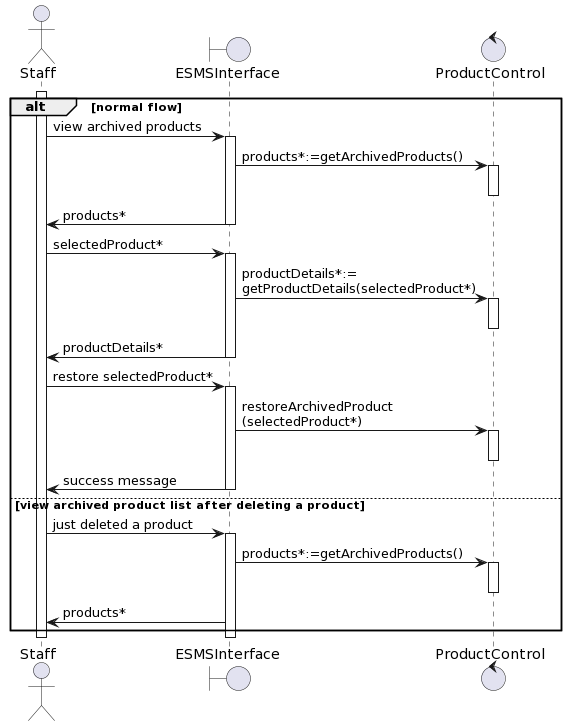 Staff
ESMSInterface
ProductControl
alt
[normal flow]
view archived products
products*:=getArchivedProducts()
products*
selectedProduct*
productDetails*:=
getProductDetails(selectedProduct*)
productDetails*
restore selectedProduct*
restoreArchivedProduct
(selectedProduct*)
success message
[view archived product list after deleting a product]
just deleted a product
products*:=getArchivedProducts()
products*
Staff
ESMSInterface
ProductControl